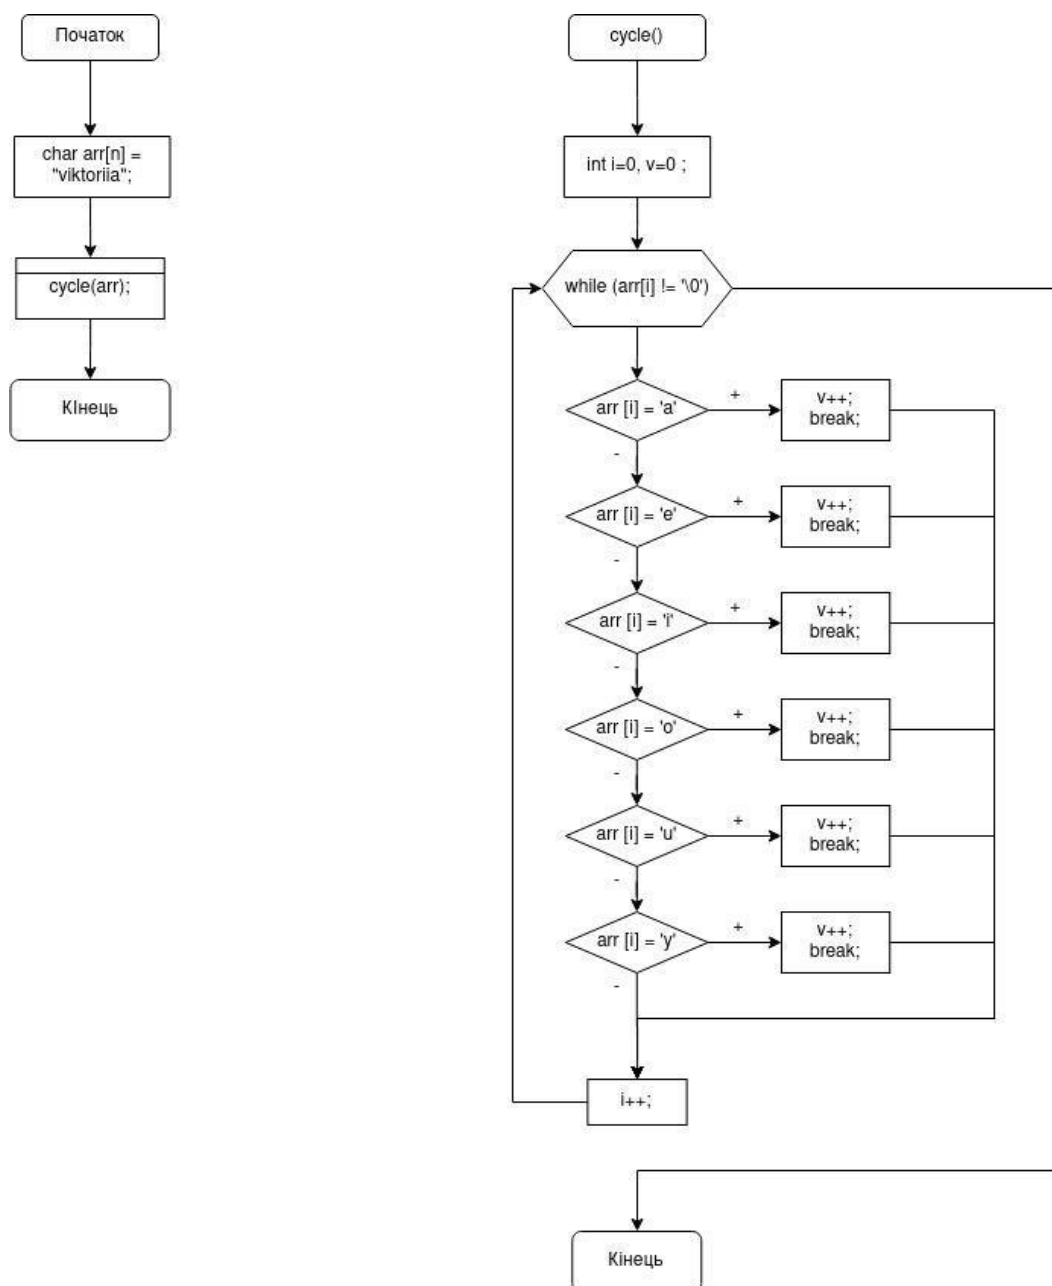 Початок
char arr[n] =
"viktoriia";
cycle(arr);
КІнець
cycle()
int i=0, v=0 ;
while (arr[i] != '\0')
arr [i] = 'a'
+
v++;
break;
-
arr [i] = 'e'
+
v++;
break;
-
arr [i] = 'i'
+
v++;
break;
-
arr [i] = 'o'
+
v++;
break;
-
arr [i] = 'u'
+
v++;
break;
-
arr [i] = 'y'
+
v++;
break;
-
i++;
Кінець